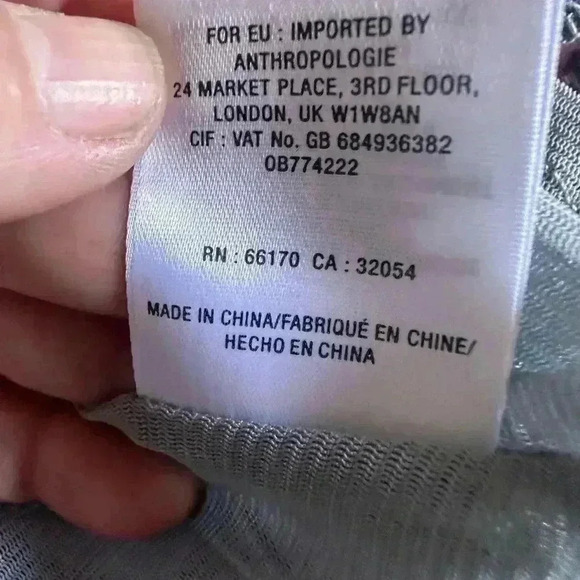 FOR EU : IMPORTED BY
ANTHROPOLOGIE
24 MARKET PLACE, 3RD FLOOR,
LONDON, UK W1W8AN
CIF : VAT No. GB 684936382
0B774222
RN : 66170 CA : 32054
MADE IN CHINA/FABRIQUÉ EN CHINE/
HECHO EN CHINA